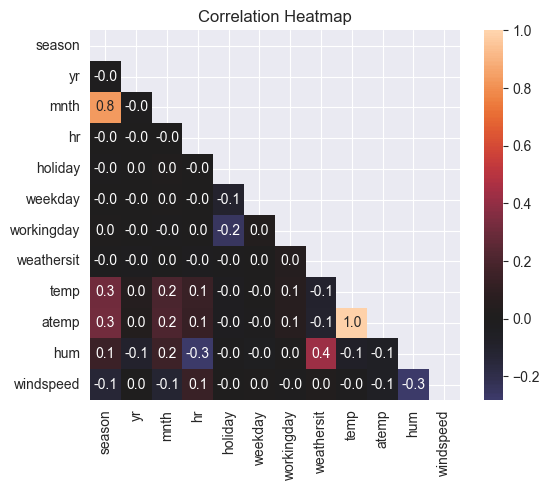 Correlation Heatmap
season
yr -0.0
mnth 0.8 -0.0
hr -0.0 -0.0 -0.0
holiday -0.0 0.0 0.0 -0.0
weekday -0.0 -0.0 0.0 -0.0 -0.1
workingday 0.0 -0.0 -0.0 0.0 -0.2 0.0
weathersit -0.0 -0.0 0.0 -0.0 -0.0 0.0 0.0
temp 0.3 0.0 0.2 0.1 -0.0 -0.0 0.1 -0.1
atemp 0.3 0.0 0.2 0.1 -0.0 -0.0 0.1 -0.1 1.0
hum 0.1 -0.1 0.2 -0.3 -0.0 -0.0 0.0 0.4 -0.1 -0.1
windspeed -0.1 0.0 -0.1 0.1 0.0 0.0 -0.0 0.0 -0.0 -0.1 -0.3
season yr mnth hr holiday weekday workingday weathersit temp atemp hum windspeed
1.0
0.8
0.6
0.4
0.2
0.0
−0.2